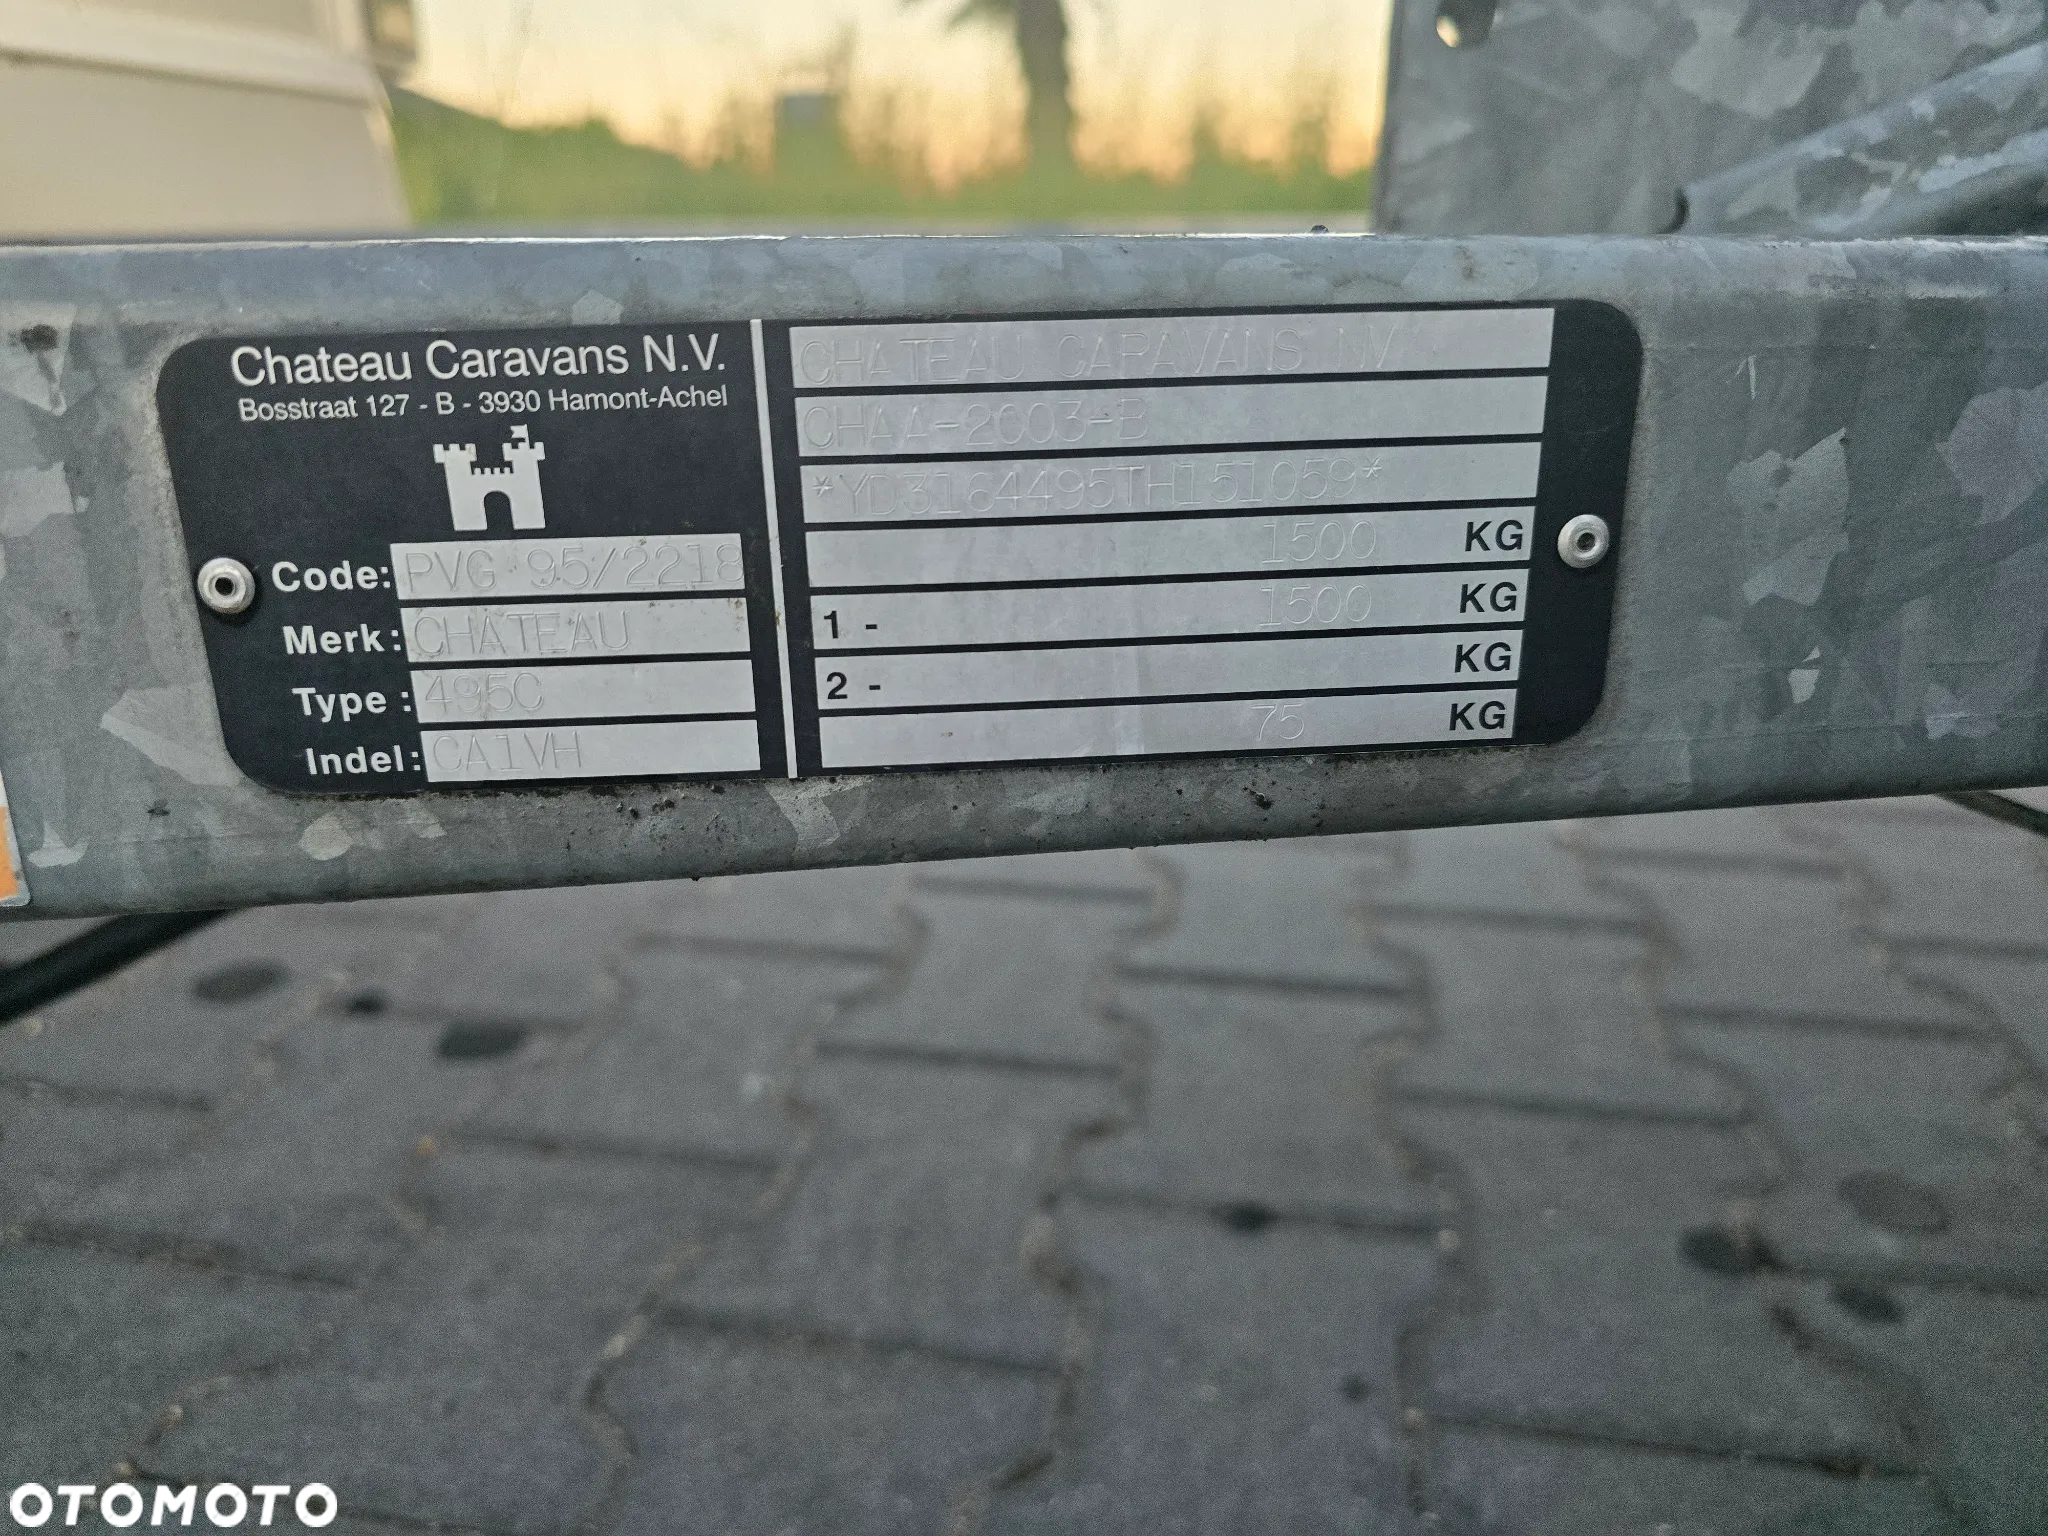 Chateau Caravans N.V.
Bosstraat 127 - B - 3930 Hamont-Achel
Code: PVG 95/2218
Merk: CHATEAU
Type: 495C
Indel: CA1VH
CHATEAU CARAVANS NV
CHAA-2003-B
*YD3164495TH151059*
1500 KG
1 - 1500 KG
2 - KG
75 KG
OTOMOTO